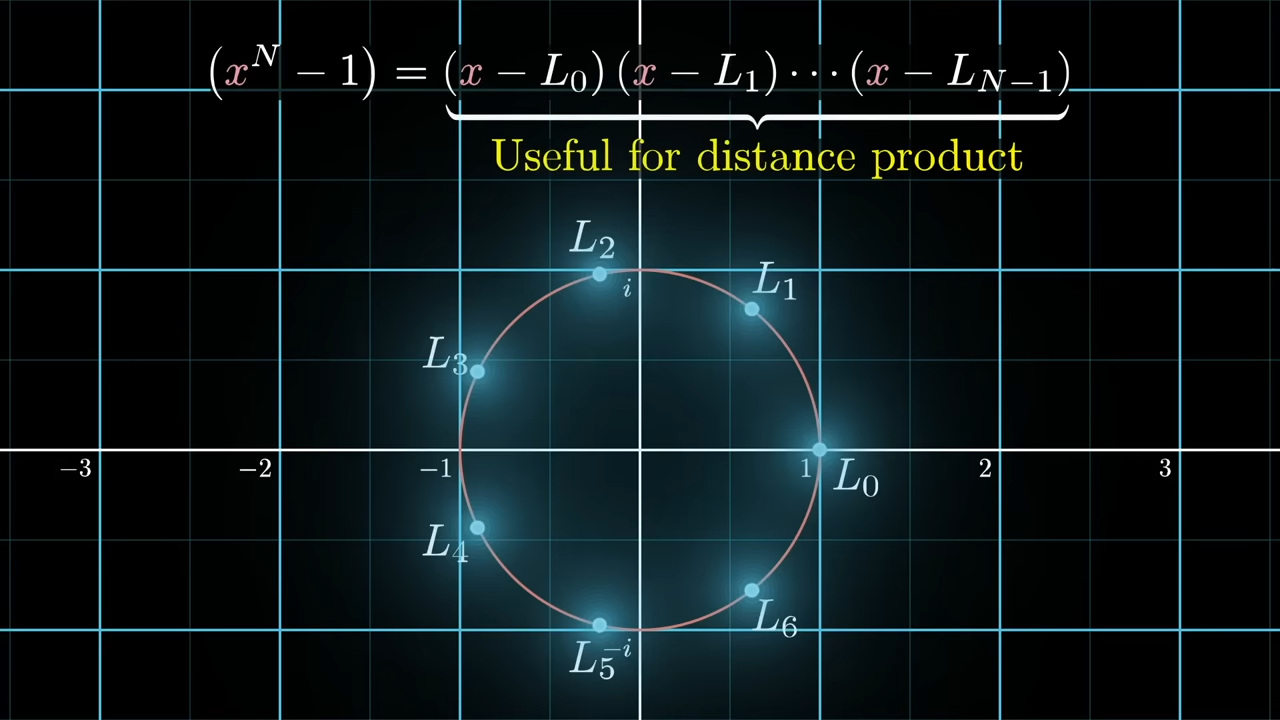 (x^N − 1) = (x − L_0)(x − L_1)⋯(x − L_{N−1})
Useful for distance product
L_2
L_1
i
L_3
−3 −2 −1 1 2 3
L_0
L_4
L_6
−i
L_5